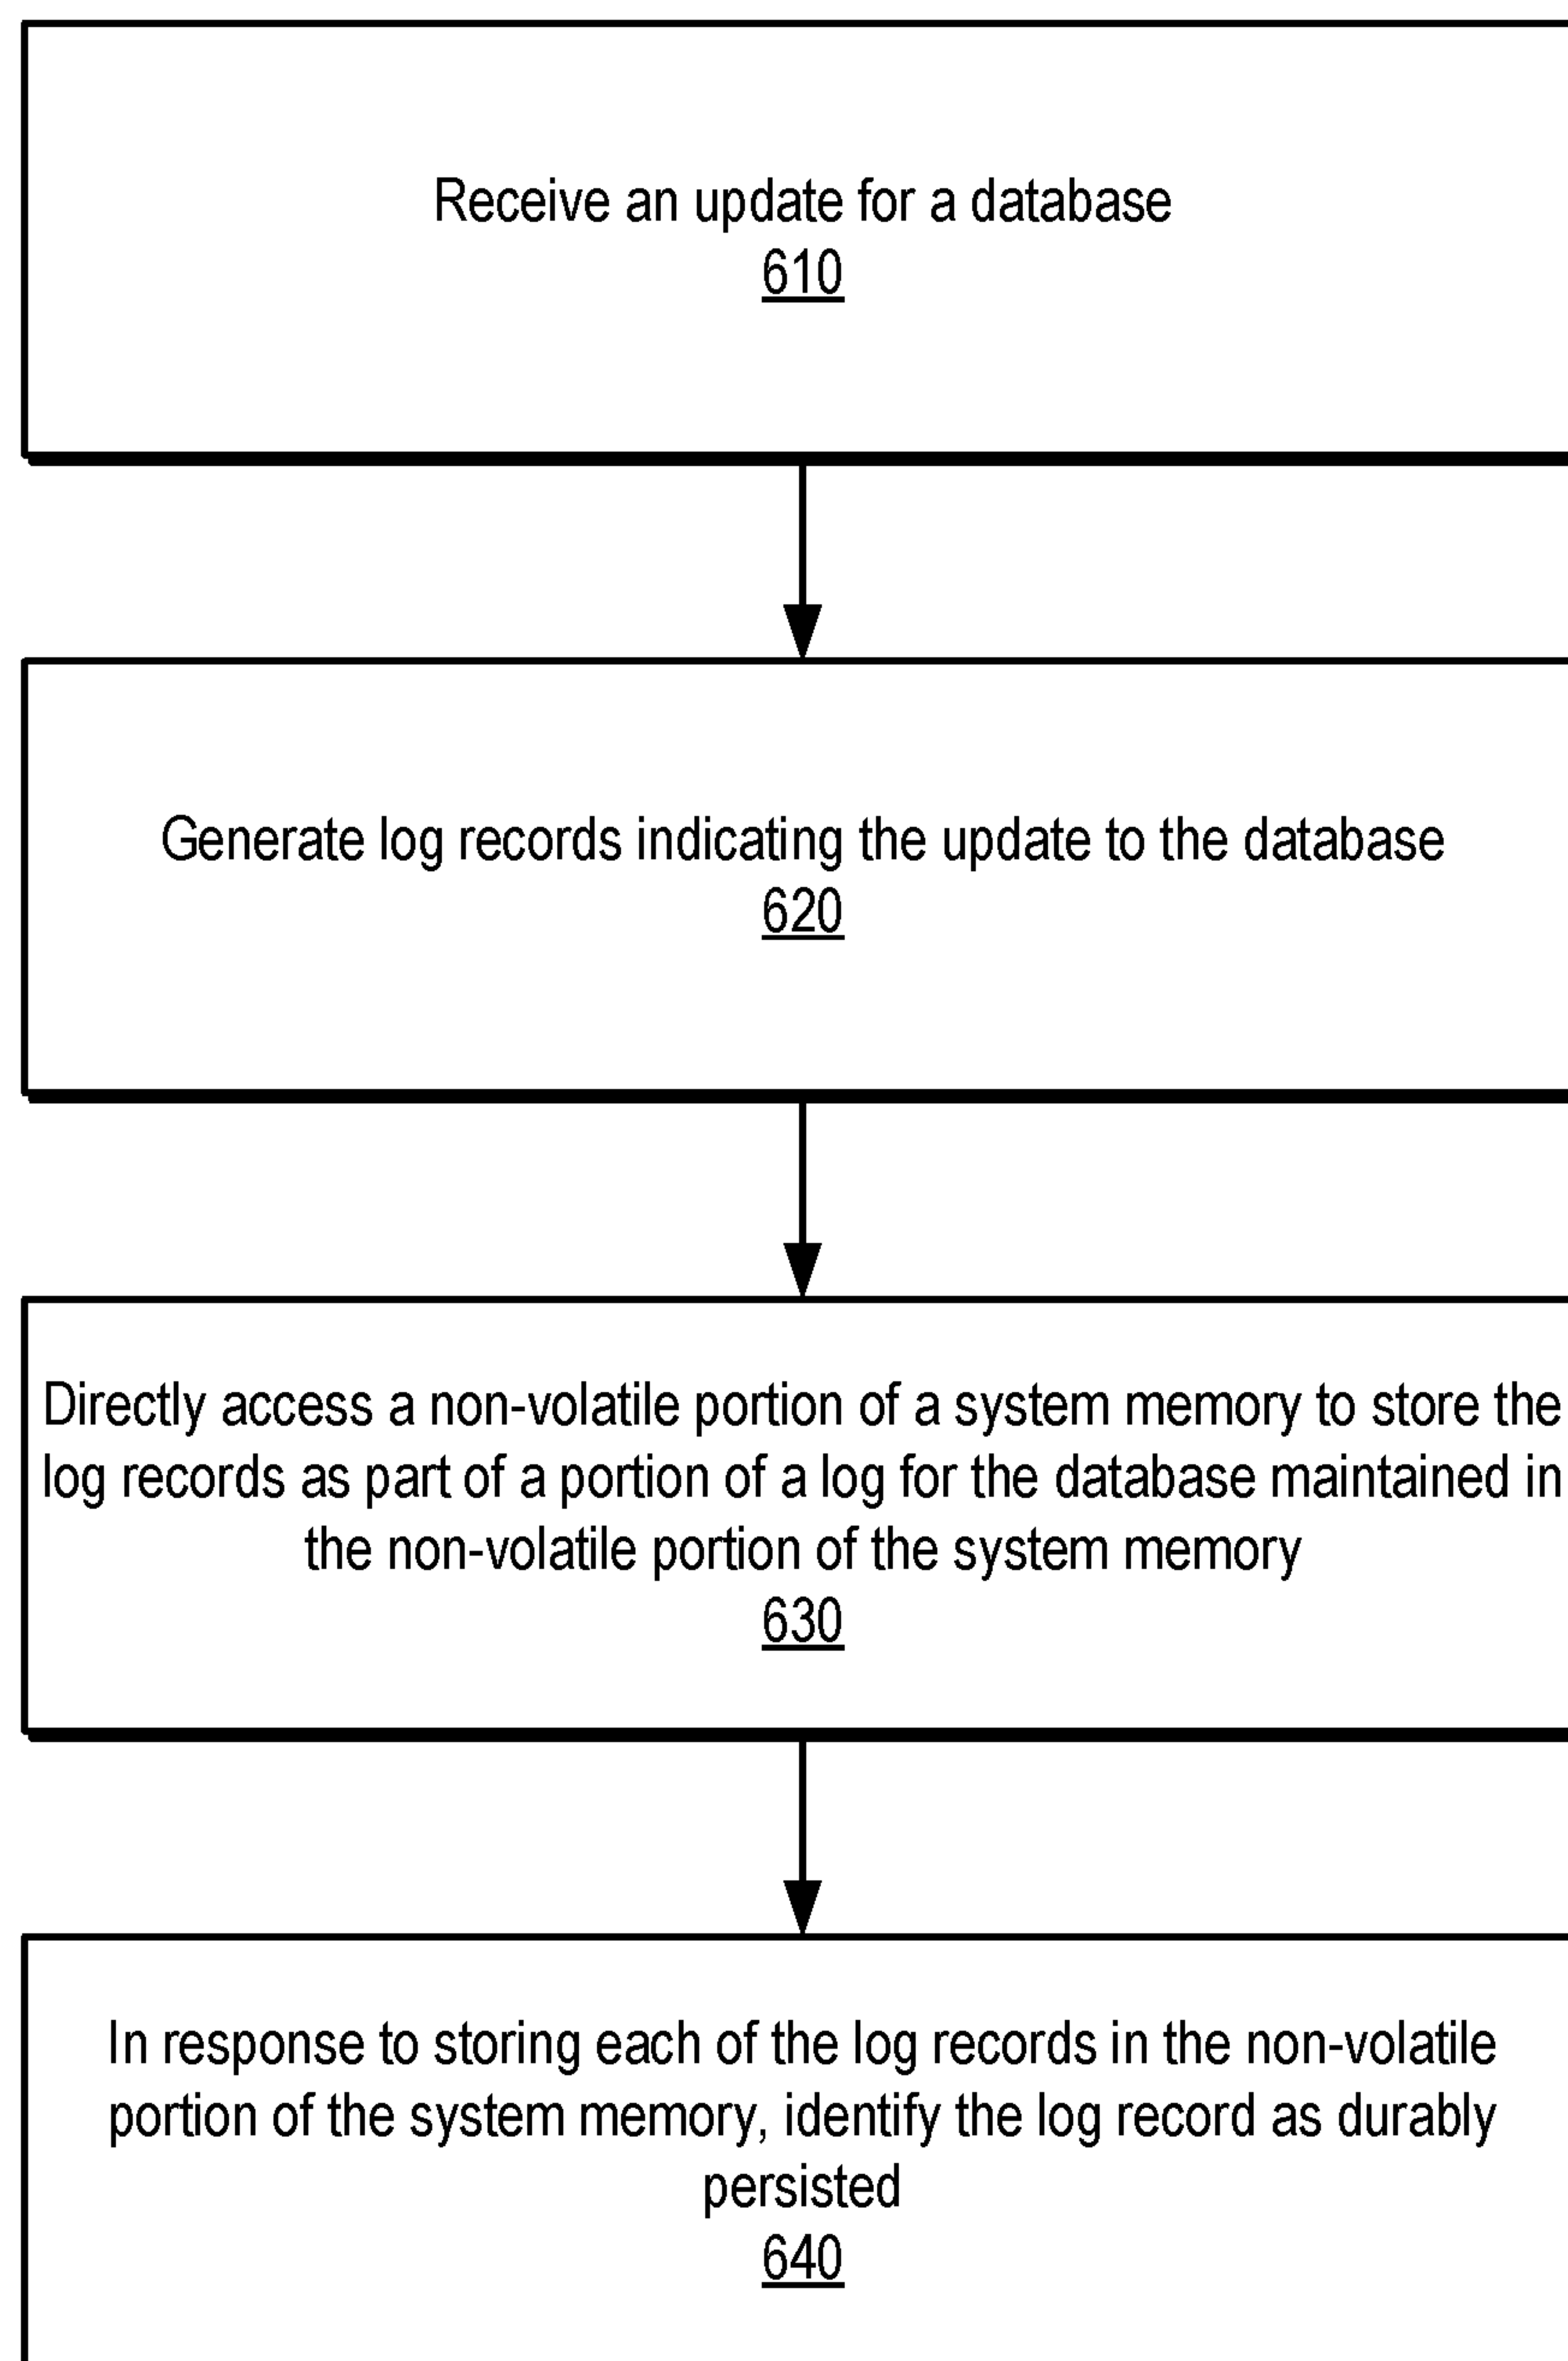 Receive an update for a database
610
Generate log records indicating the update to the database
620
Directly access a non-volatile portion of a system memory to store the
log records as part of a portion of a log for the database maintained in
the non-volatile portion of the system memory
630
In response to storing each of the log records in the non-volatile
portion of the system memory, identify the log record as durably
persisted
640